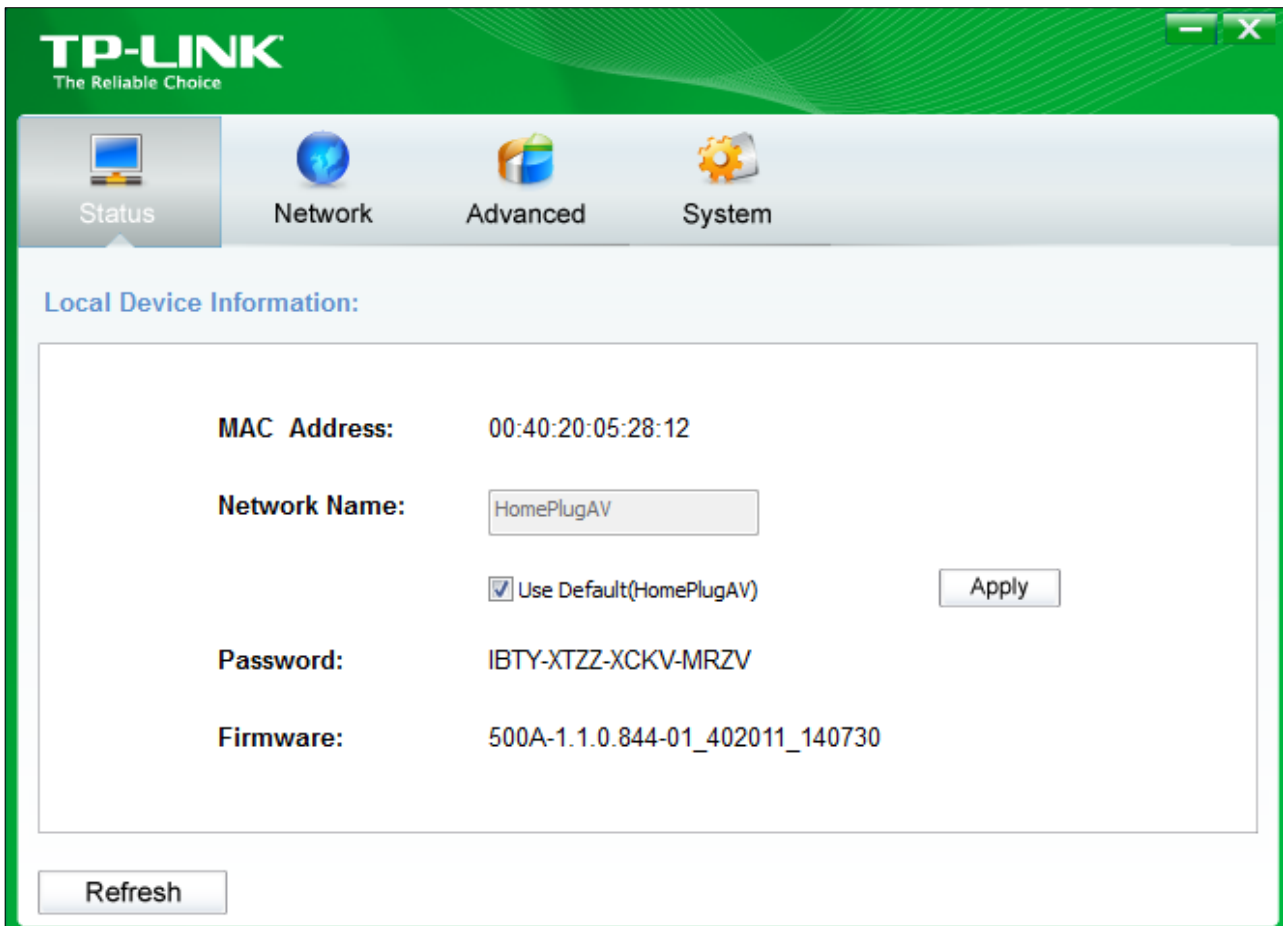 TP-LINK
The Reliable Choice
Status Network Advanced System
Local Device Information:
MAC Address: 00:40:20:05:28:12
Network Name: HomePlugAV
Use Default(HomePlugAV) Apply
Password: IBTY-XTZZ-XCKV-MRZV
Firmware: 500A-1.1.0.844-01_402011_140730
Refresh